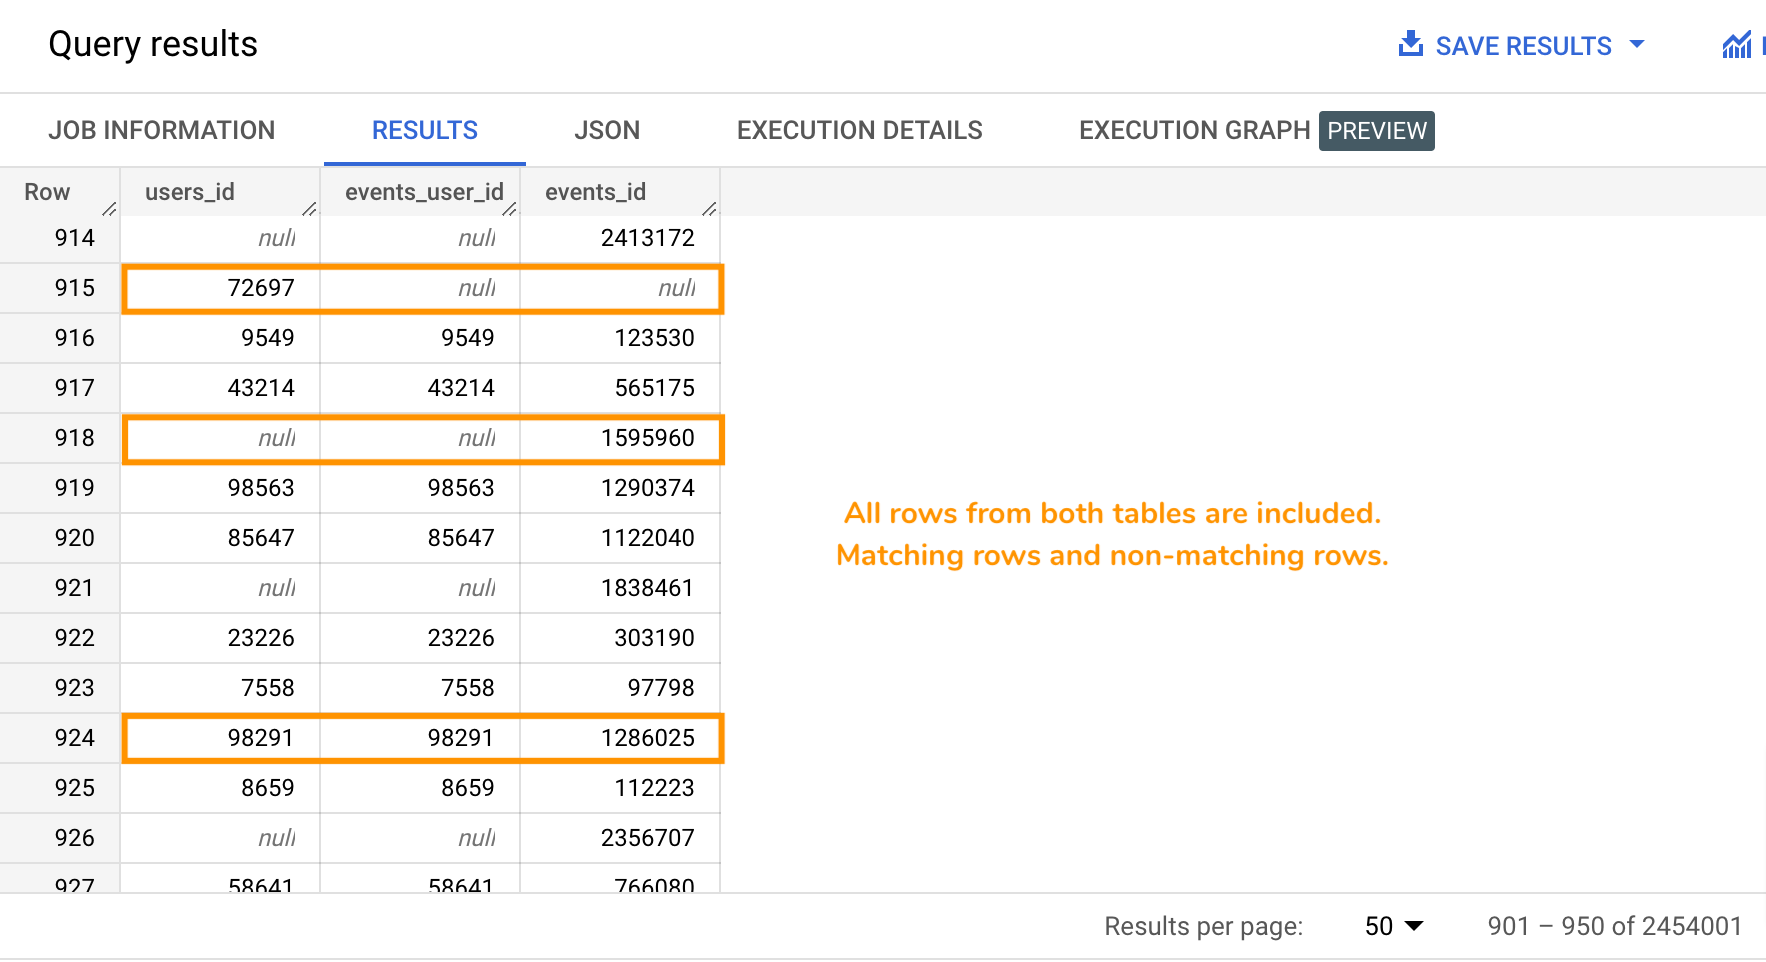 Query results SAVE RESULTS
JOB INFORMATION RESULTS JSON EXECUTION DETAILS EXECUTION GRAPH PREVIEW
Row users_id events_user_id events_id
914 null null 2413172
915 72697 null null
916 9549 9549 123530
917 43214 43214 565175
918 null null 1595960
919 98563 98563 1290374
All rows from both tables are included.
920 85647 85647 1122040
Matching rows and non-matching rows.
921 null null 1838461
922 23226 23226 303190
923 7558 7558 97798
924 98291 98291 1286025
925 8659 8659 112223
926 null null 2356707
927 58641 58641 766080
Results per page: 50 901 – 950 of 2454001